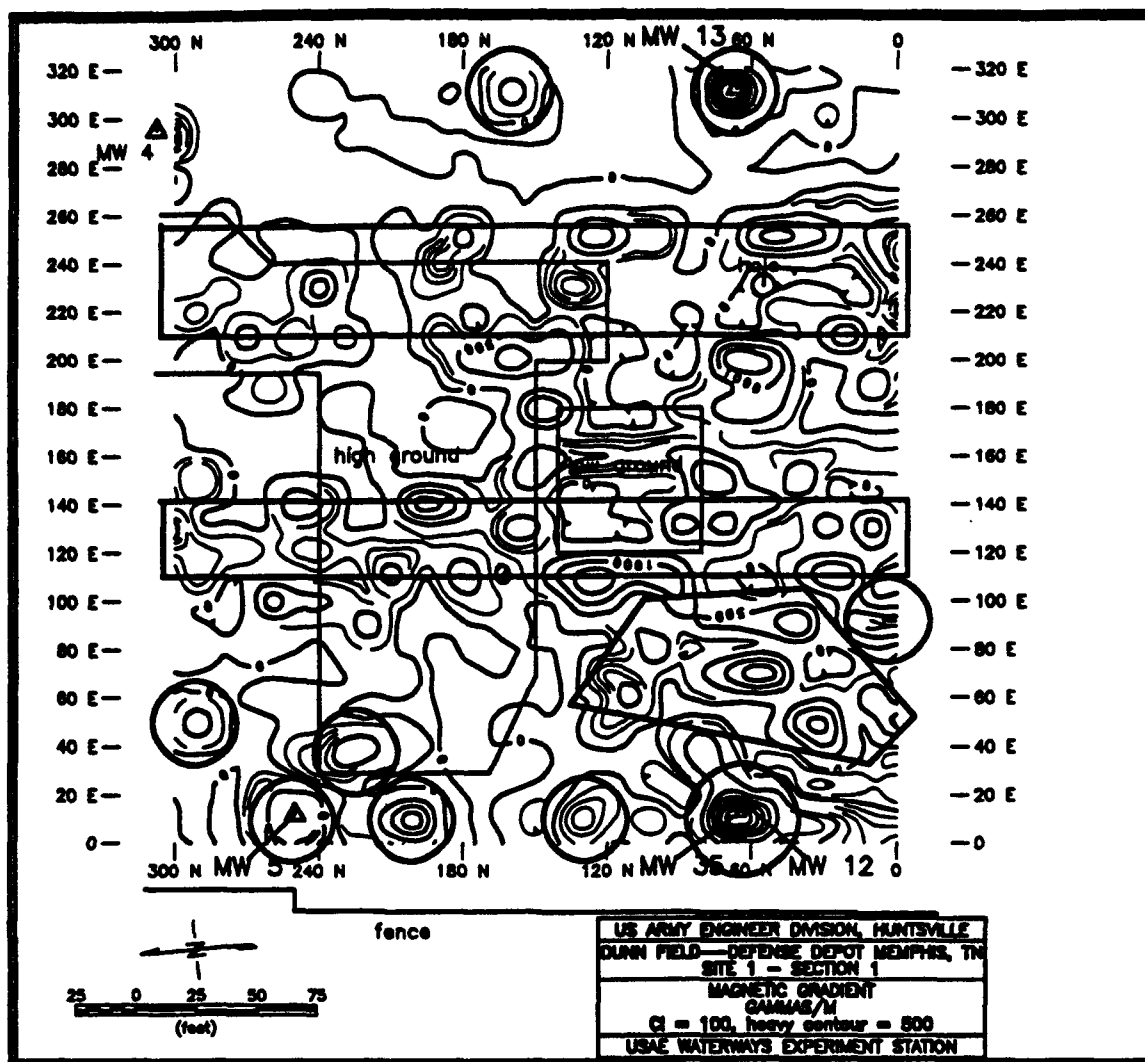 MW 13
300 N 240 N 180 N 120 N 60 N 0
320 E 320 E
300 E 300 E
MW 4
280 E 280 E
260 E 260 E
240 E 240 E
hole
220 E 220 E
200 E 200 E
180 E 180 E
high ground
160 E 160 E
140 E 140 E
120 E 120 E
1000
100 E 100 E
500
80 E 80 E
60 E 60 E
40 E 40 E
20 E 20 E
0 0
300 N MW 5 240 N 180 N 120 N MW 35 60 N MW 12 0
fence
N
25 0 25 50 75
(feet)
US ARMY ENGINEER DIVISION, HUNTSVILLE
DUNN FIELD—DEFENSE DEPOT MEMPHIS, TN
SITE 1 - SECTION 1
MAGNETIC GRADIENT
GAMMAS/M
CI = 100, heavy contour = 500
USAE WATERWAYS EXPERIMENT STATION